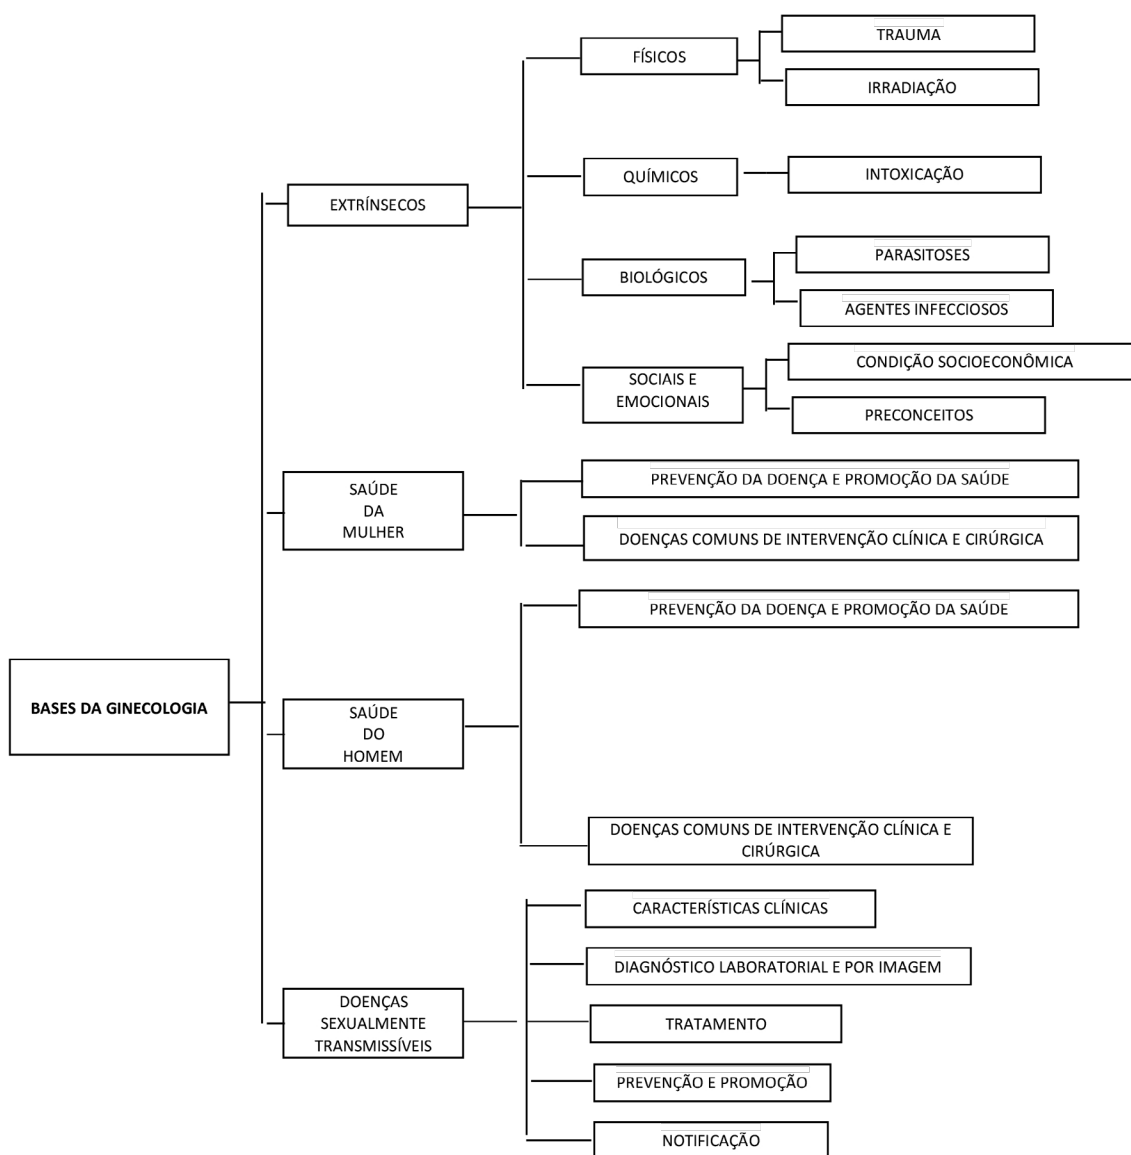 TRAUMA
FÍSICOS
IRRADIAÇÃO
QUÍMICOS
INTOXICAÇÃO
EXTRÍNSECOS
PARASITOSES
BIOLÓGICOS
AGENTES INFECCIOSOS
CONDIÇÃO SOCIOECONÔMICA
SOCIAIS E
EMOCIONAIS
PRECONCEITOS
SAÚDE
DA
MULHER
PREVENÇÃO DA DOENÇA E PROMOÇÃO DA SAÚDE
DOENÇAS COMUNS DE INTERVENÇÃO CLÍNICA E CIRÚRGICA
PREVENÇÃO DA DOENÇA E PROMOÇÃO DA SAÚDE
BASES DA GINECOLOGIA
SAÚDE
DO
HOMEM
DOENÇAS COMUNS DE INTERVENÇÃO CLÍNICA E
CIRÚRGICA
CARACTERÍSTÍCAS CLÍNICAS
DIAGNÓSTICO LABORATORIAL E POR IMAGEM
DOENÇAS
SEXUALMENTE
TRANSMISSÍVEIS
TRATAMENTO
PREVENÇÃO E PROMOÇÃO
NOTIFICAÇÃO